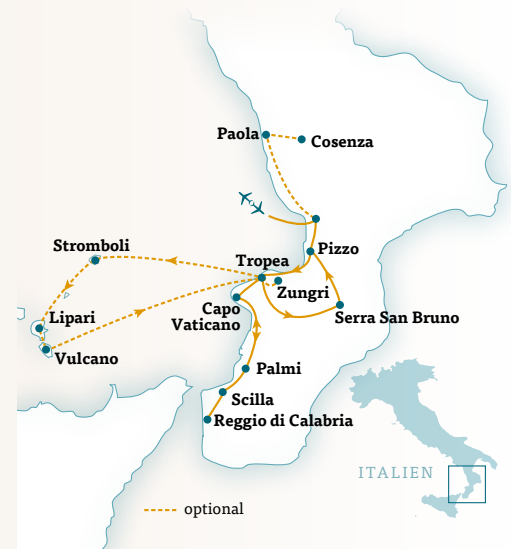 Paola
Cosenza
Stromboli
Pizzo
Tropea
Zungri
Capo
Vaticano
Lipari
Serra San Bruno
Vulcano
Palmi
Scilla
Reggio di Calabria
ITALIEN
optional